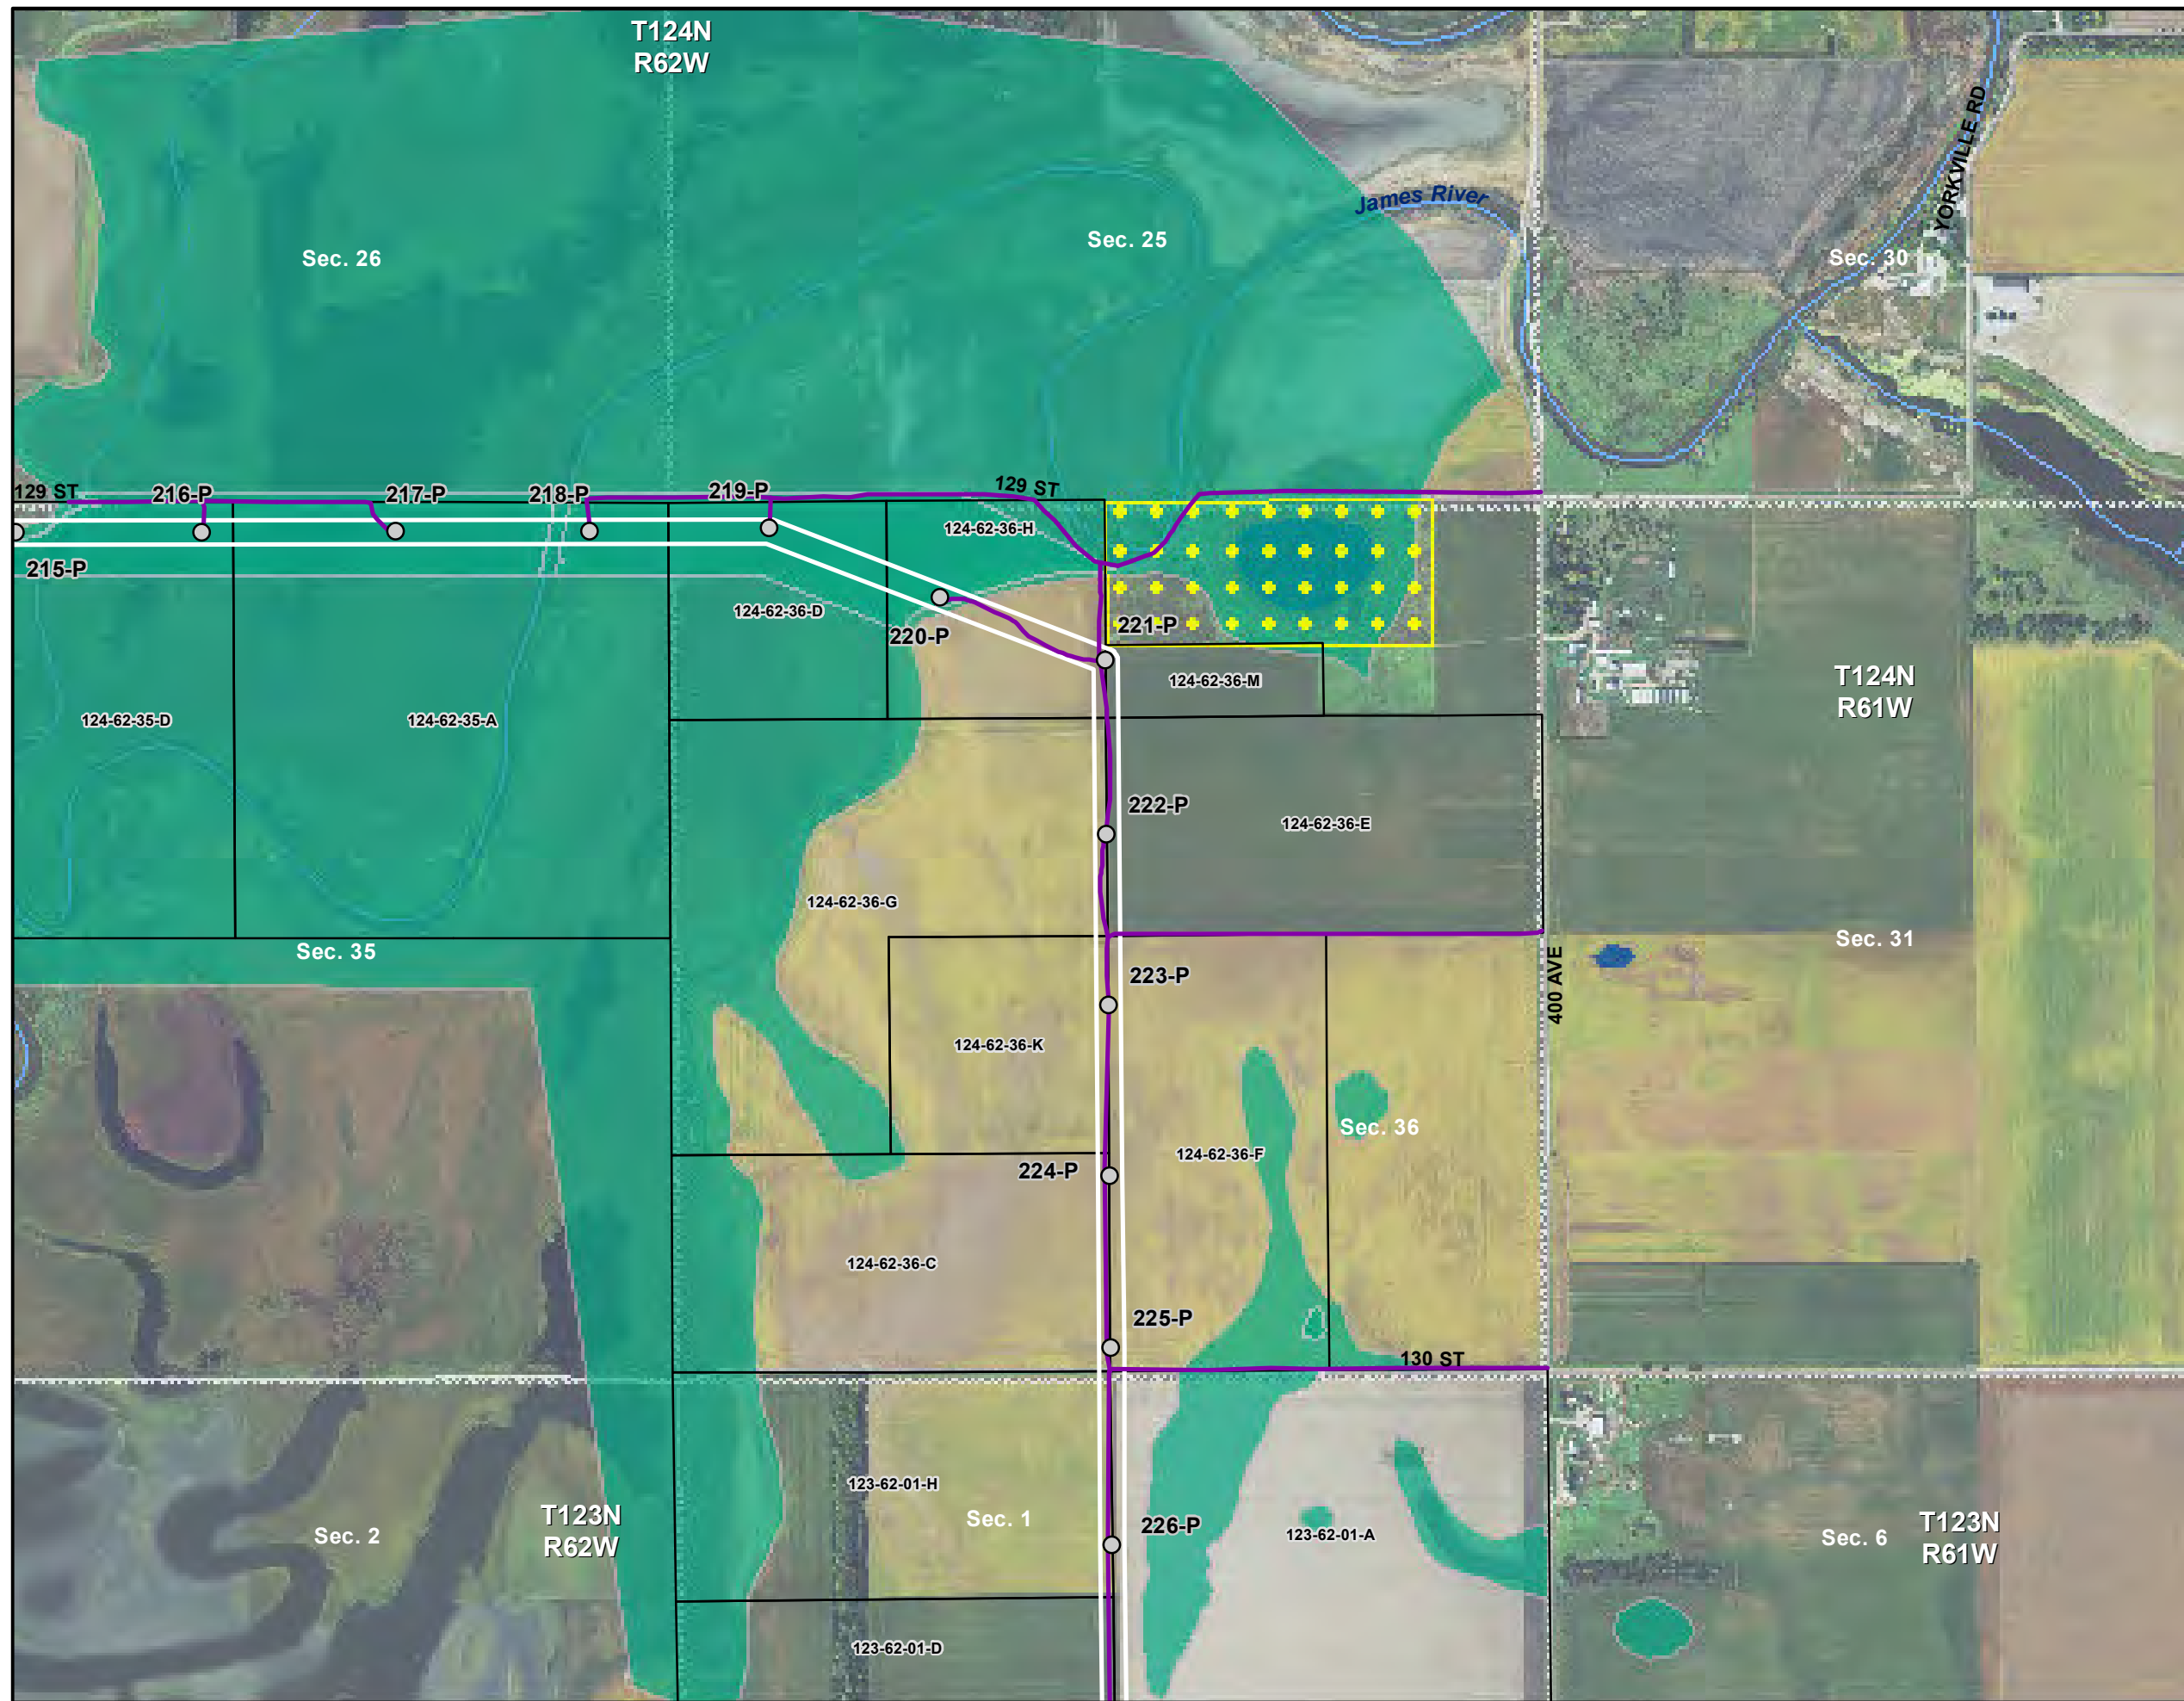 T124N
R62W
YORKVILLE RD
James River
Sec. 26
Sec. 25
Sec. 30
129 ST
216-P
217-P
218-P
219-P
129 ST
124-62-36-H
215-P
124-62-36-D
220-P
221-P
124-62-36-M
T124N
R61W
124-62-35-D
124-62-35-A
222-P
124-62-36-E
124-62-36-G
Sec. 35
Sec. 31
400 AVE
223-P
124-62-36-K
Sec. 36
124-62-36-F
224-P
124-62-36-C
225-P
130 ST
123-62-01-H
T123N
R62W
Sec. 2
Sec. 1
226-P
123-62-01-A
Sec. 6
T123N
R61W
123-62-01-D